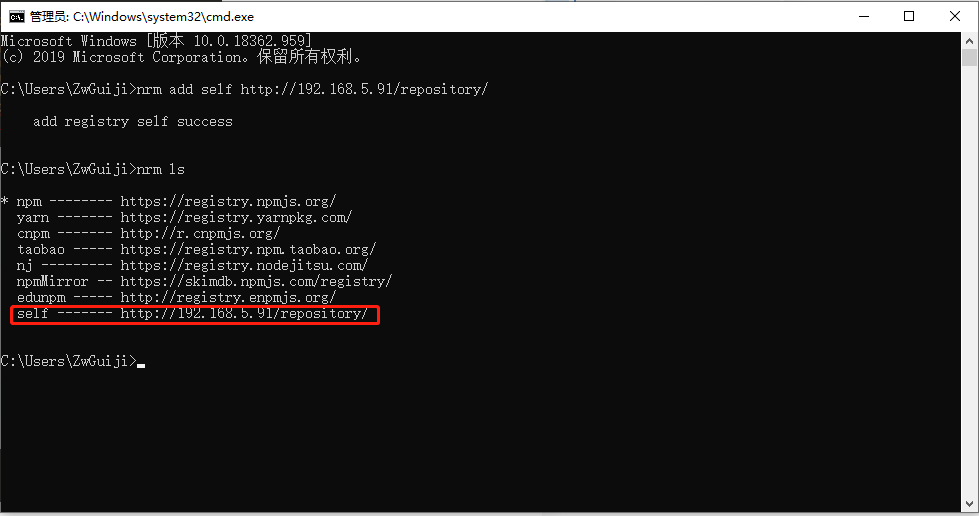 管理员: C:\Windows\system32\cmd.exe
Microsoft Windows [版本 10.0.18362.959]
(c) 2019 Microsoft Corporation。保留所有权利。
C:\Users\ZwGuiji>nrm add self http://192.168.5.91/repository/
add registry self success
C:\Users\ZwGuiji>nrm ls
* npm -------- https://registry.npmjs.org/
yarn ------- https://registry.yarnpkg.com/
cnpm ------- http://r.cnpmjs.org/
taobao ----- https://registry.npm.taobao.org/
nj --------- https://registry.nodejitsu.com/
npmMirror -- https://skimdb.npmjs.com/registry/
edunpm ----- http://registry.enpmjs.org/
self ------- http://192.168.5.91/repository/
C:\Users\ZwGuiji>